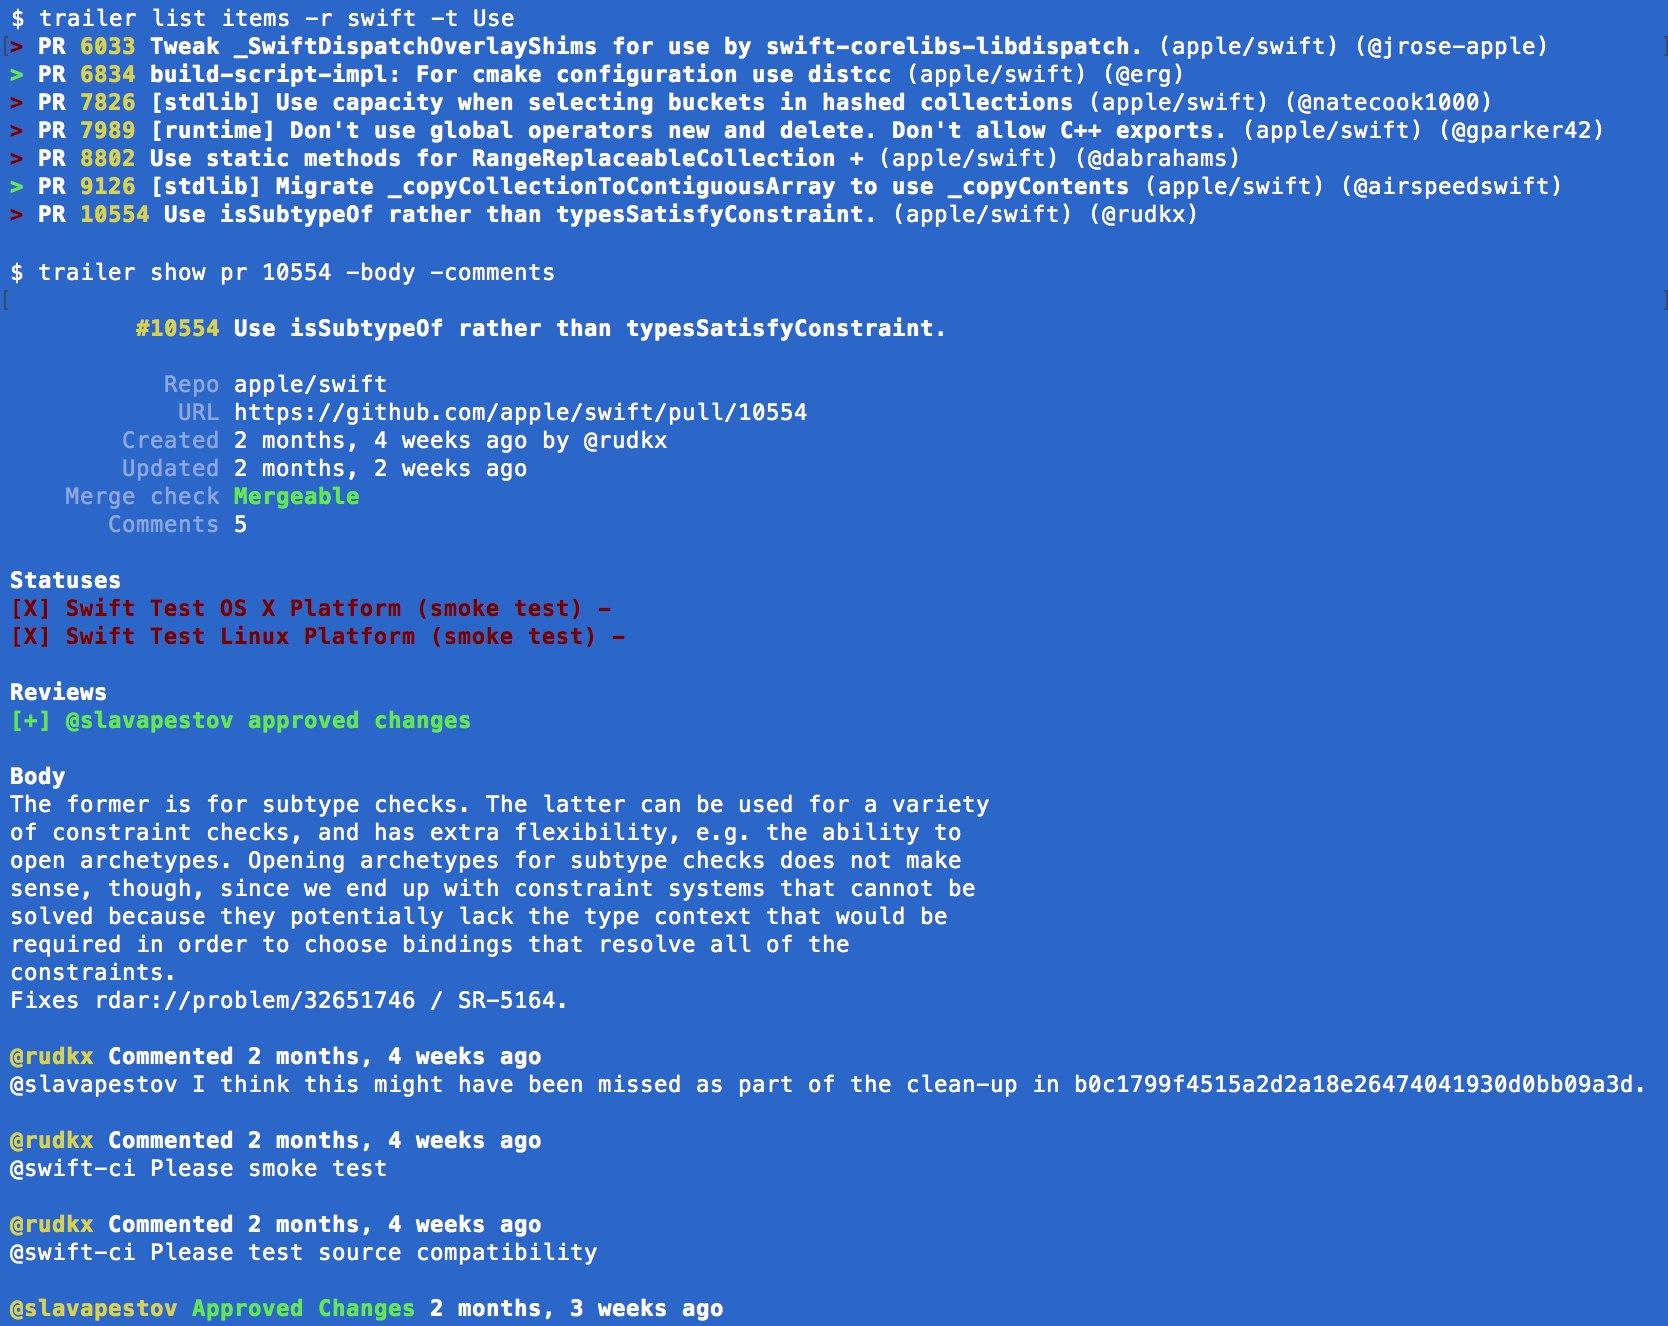 $ trailer list items -r swift -t Use
[> PR 6033 Tweak _SwiftDispatchOverlayShims for use by swift-corelibs-libdispatch. (apple/swift) (@jrose-apple) ]
> PR 6834 build-script-impl: For cmake configuration use distcc (apple/swift) (@erg)
> PR 7826 [stdlib] Use capacity when selecting buckets in hashed collections (apple/swift) (@natecook1000)
> PR 7989 [runtime] Don't use global operators new and delete. Don't allow C++ exports. (apple/swift) (@gparker42)
> PR 8802 Use static methods for RangeReplaceableCollection + (apple/swift) (@dabrahams)
> PR 9126 [stdlib] Migrate _copyCollectionToContiguousArray to use _copyContents (apple/swift) (@airspeedswift)
> PR 10554 Use isSubtypeOf rather than typesSatisfyConstraint. (apple/swift) (@rudkx)
$ trailer show pr 10554 -body -comments
[ ]
#10554 Use isSubtypeOf rather than typesSatisfyConstraint.
Repo apple/swift
URL https://github.com/apple/swift/pull/10554
Created 2 months, 4 weeks ago by @rudkx
Updated 2 months, 2 weeks ago
Merge check Mergeable
Comments 5
Statuses
[X] Swift Test OS X Platform (smoke test) -
[X] Swift Test Linux Platform (smoke test) -
Reviews
[+] @slavapestov approved changes
Body
The former is for subtype checks. The latter can be used for a variety
of constraint checks, and has extra flexibility, e.g. the ability to
open archetypes. Opening archetypes for subtype checks does not make
sense, though, since we end up with constraint systems that cannot be
solved because they potentially lack the type context that would be
required in order to choose bindings that resolve all of the
constraints.
Fixes rdar://problem/32651746 / SR-5164.
@rudkx Commented 2 months, 4 weeks ago
@slavapestov I think this might have been missed as part of the clean-up in b0c1799f4515a2d2a18e26474041930d0bb09a3d.
@rudkx Commented 2 months, 4 weeks ago
@swift-ci Please smoke test
@rudkx Commented 2 months, 4 weeks ago
@swift-ci Please test source compatibility
@slavapestov Approved Changes 2 months, 3 weeks ago